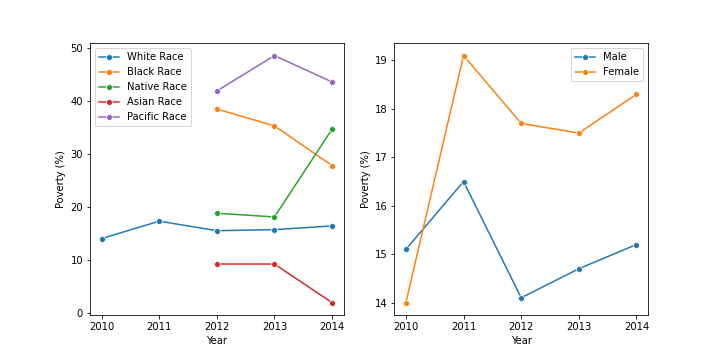 50
40
30
20
10
0
Poverty (%)
White Race
Black Race
Native Race
Asian Race
Pacific Race
2010 2011 2012 2013 2014
Year
19
18
17
16
15
14
Poverty (%)
Male
Female
2010 2011 2012 2013 2014
Year